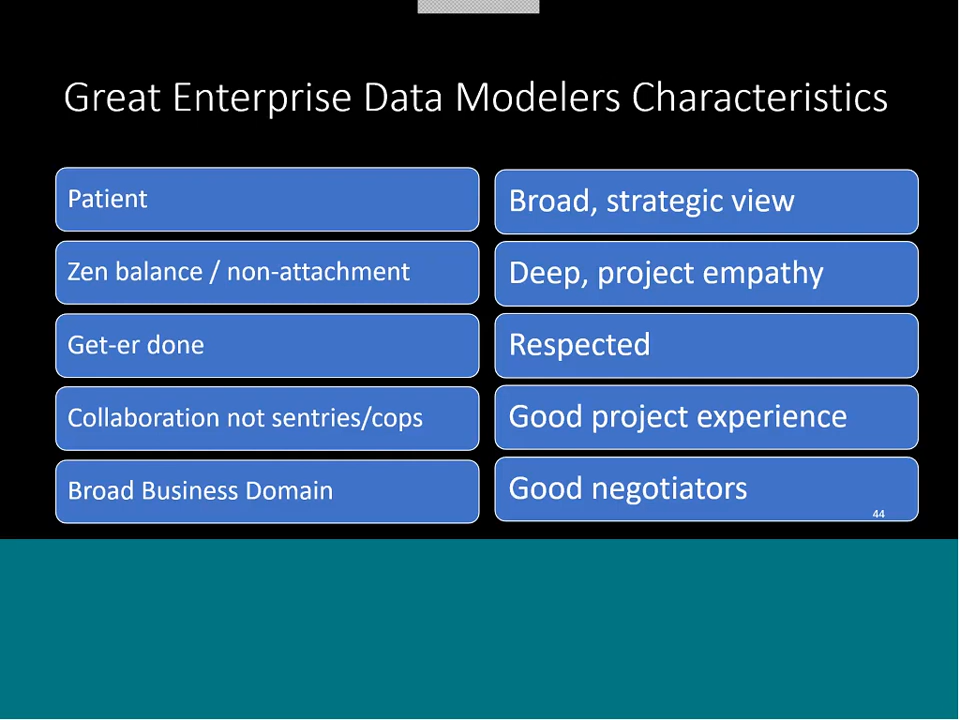 Great Enterprise Data Modelers Characteristics
Patient
Zen balance / non-attachment
Get-er done
Collaboration not sentries/cops
Broad Business Domain
Broad, strategic view
Deep, project empathy
Respected
Good project experience
Good negotiators
44